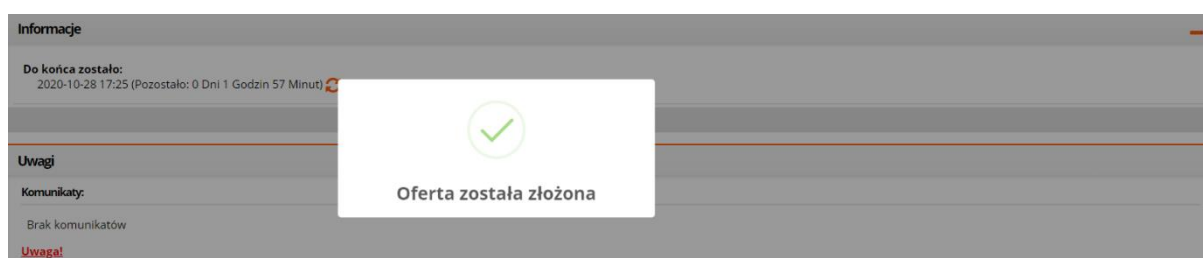 Informacje
Do końca zostało:
2020-10-28 17:25 (Pozostało: 0 Dni 1 Godzin 57 Minut)
Oferta została złożona
Uwagi
Komunikaty:
Brak komunikatów
Uwaga!